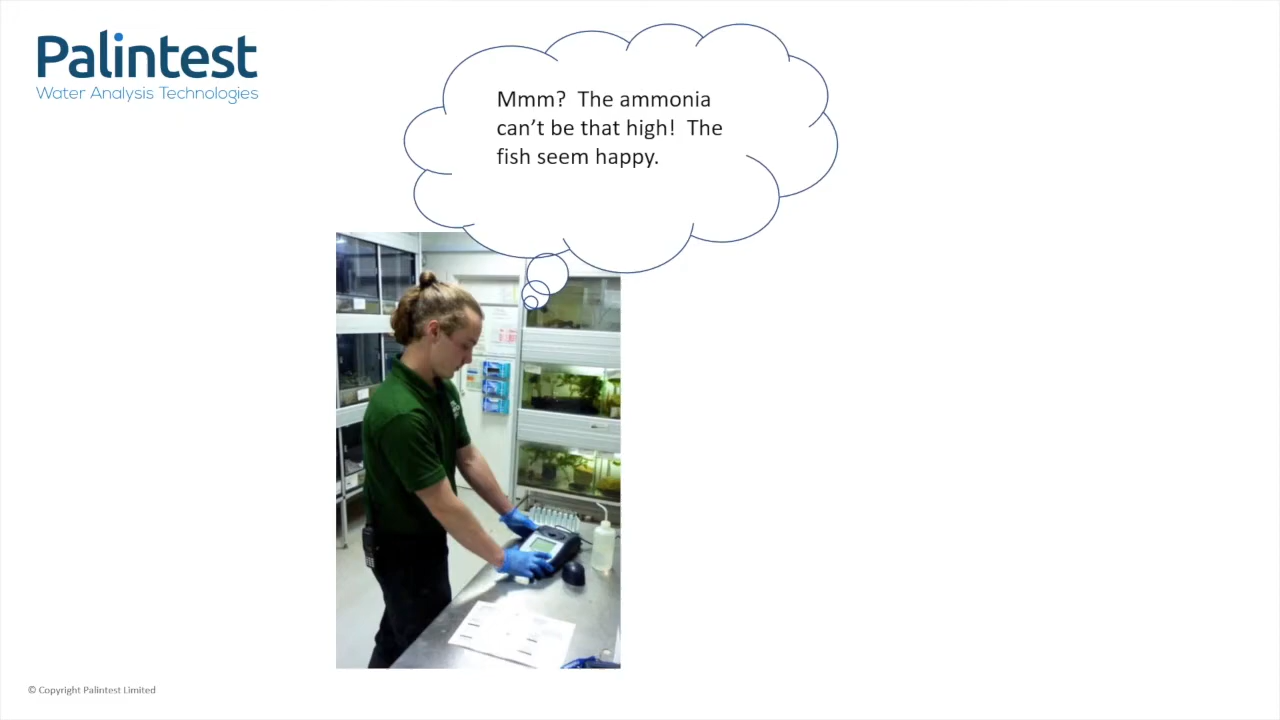 Palintest
Water Analysis Technologies
Mmm?  The ammonia
can’t be that high!  The
fish seem happy.
© Copyright Palintest Limited